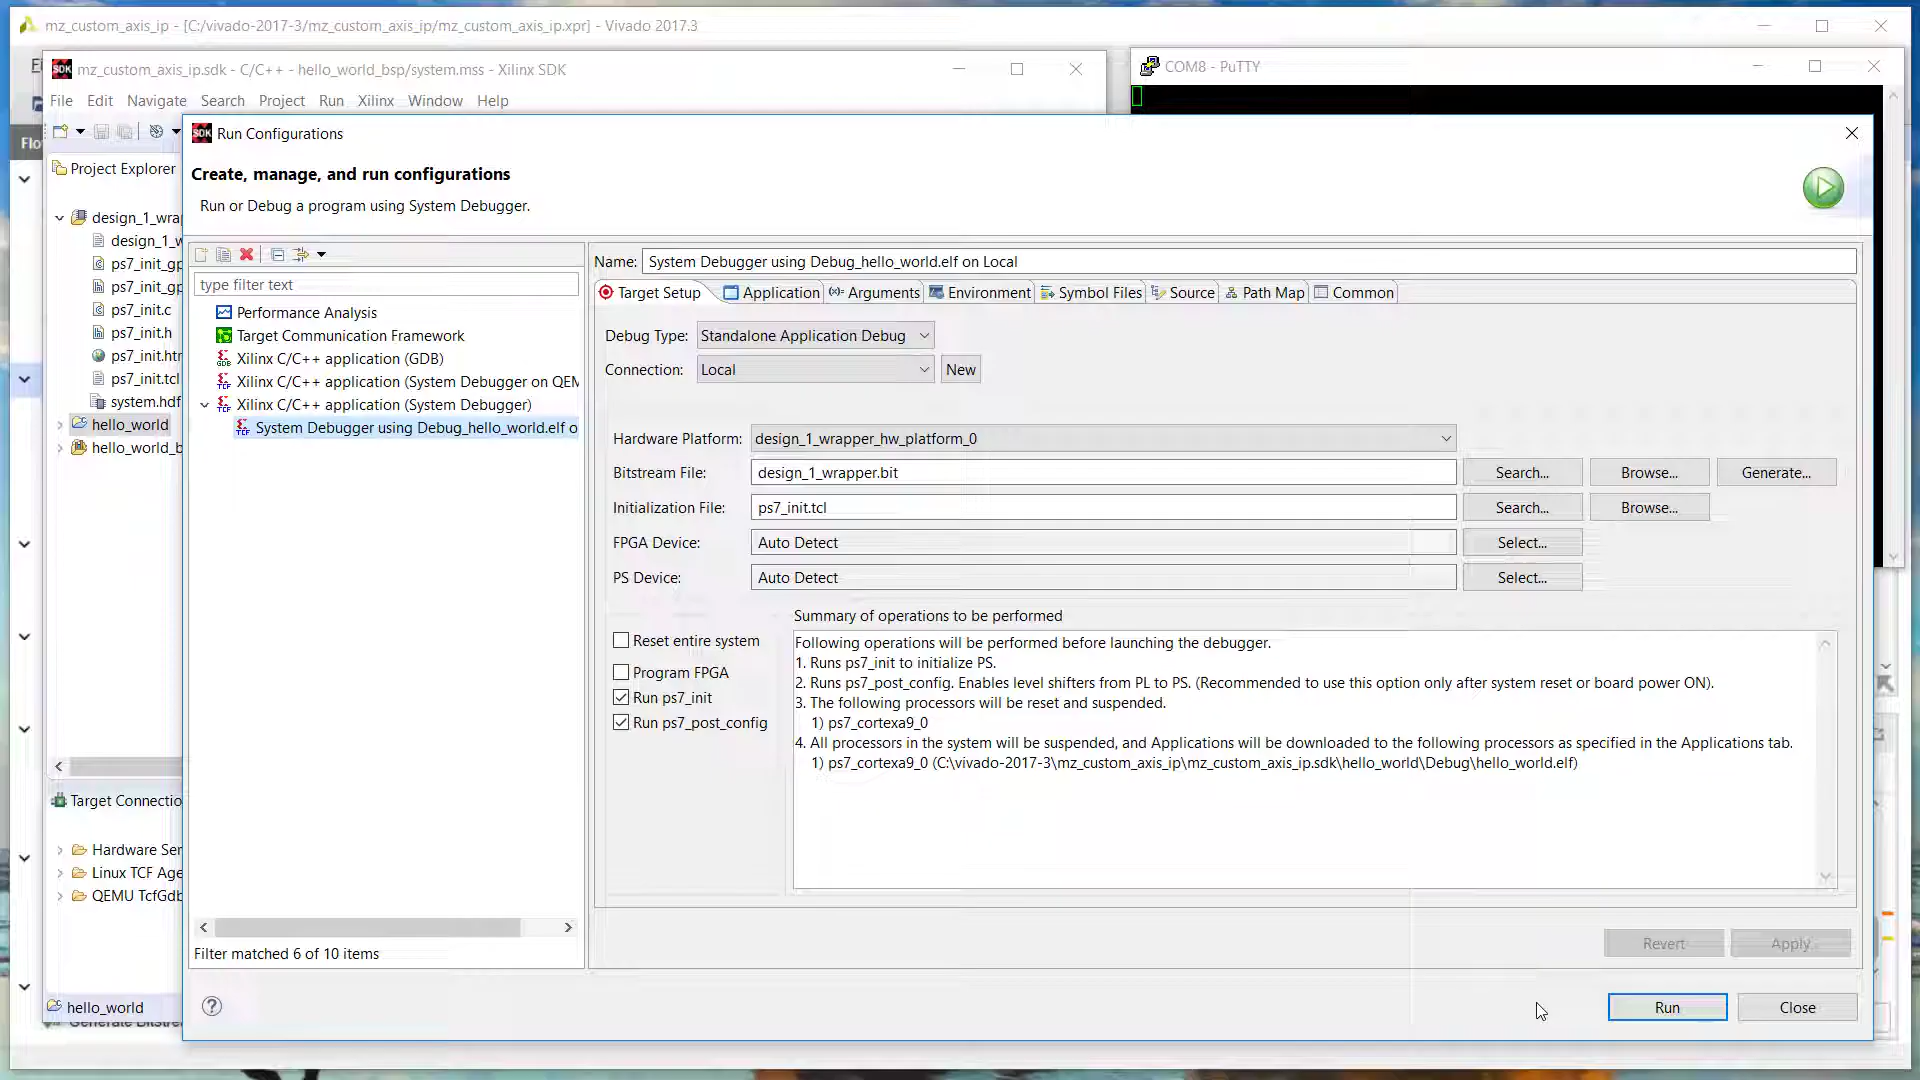 mz_custom_axis_ip - [C:/vivado-2017-3/mz_custom_axis_ip/mz_custom_axis_ip.xpr] - Vivado 2017.3
mz_custom_axis_ip.sdk - C/C++ - hello_world_bsp/system.mss - Xilinx SDK
COM8 - PuTTY
File Edit Navigate Search Project Run Xilinx Window Help
Flo
Project Explorer
design_1_wrap
design_1_w
ps7_init_gp
ps7_init_gp
ps7_init.c
ps7_init.h
ps7_init.htm
ps7_init.tcl
system.hdf
hello_world
hello_world_b
Target Connectio
Hardware Ser
Linux TCF Age
QEMU TcfGdb
hello_world
Generate Bitstre
Run Configurations
Create, manage, and run configurations
Run or Debug a program using System Debugger.
type filter text
Performance Analysis
Target Communication Framework
Xilinx C/C++ application (GDB)
Xilinx C/C++ application (System Debugger on QEM
Xilinx C/C++ application (System Debugger)
System Debugger using Debug_hello_world.elf o
Filter matched 6 of 10 items
Name: System Debugger using Debug_hello_world.elf on Local
Target Setup Application Arguments Environment Symbol Files Source Path Map Common
Debug Type: Standalone Application Debug
Connection: Local New
Hardware Platform: design_1_wrapper_hw_platform_0
Bitstream File: design_1_wrapper.bit Search... Browse... Generate...
Initialization File: ps7_init.tcl Search... Browse...
FPGA Device: Auto Detect Select...
PS Device: Auto Detect Select...
Summary of operations to be performed
Reset entire system
Program FPGA
Run ps7_init
Run ps7_post_config
Following operations will be performed before launching the debugger.
1. Runs ps7_init to initialize PS.
2. Runs ps7_post_config. Enables level shifters from PL to PS. (Recommended to use this option only after system reset or board power ON).
3. The following processors will be reset and suspended.
1) ps7_cortexa9_0
4. All processors in the system will be suspended, and Applications will be downloaded to the following processors as specified in the Applications tab.
1) ps7_cortexa9_0 (C:\vivado-2017-3\mz_custom_axis_ip\mz_custom_axis_ip.sdk\hello_world\Debug\hello_world.elf)
Revert Apply
Run Close